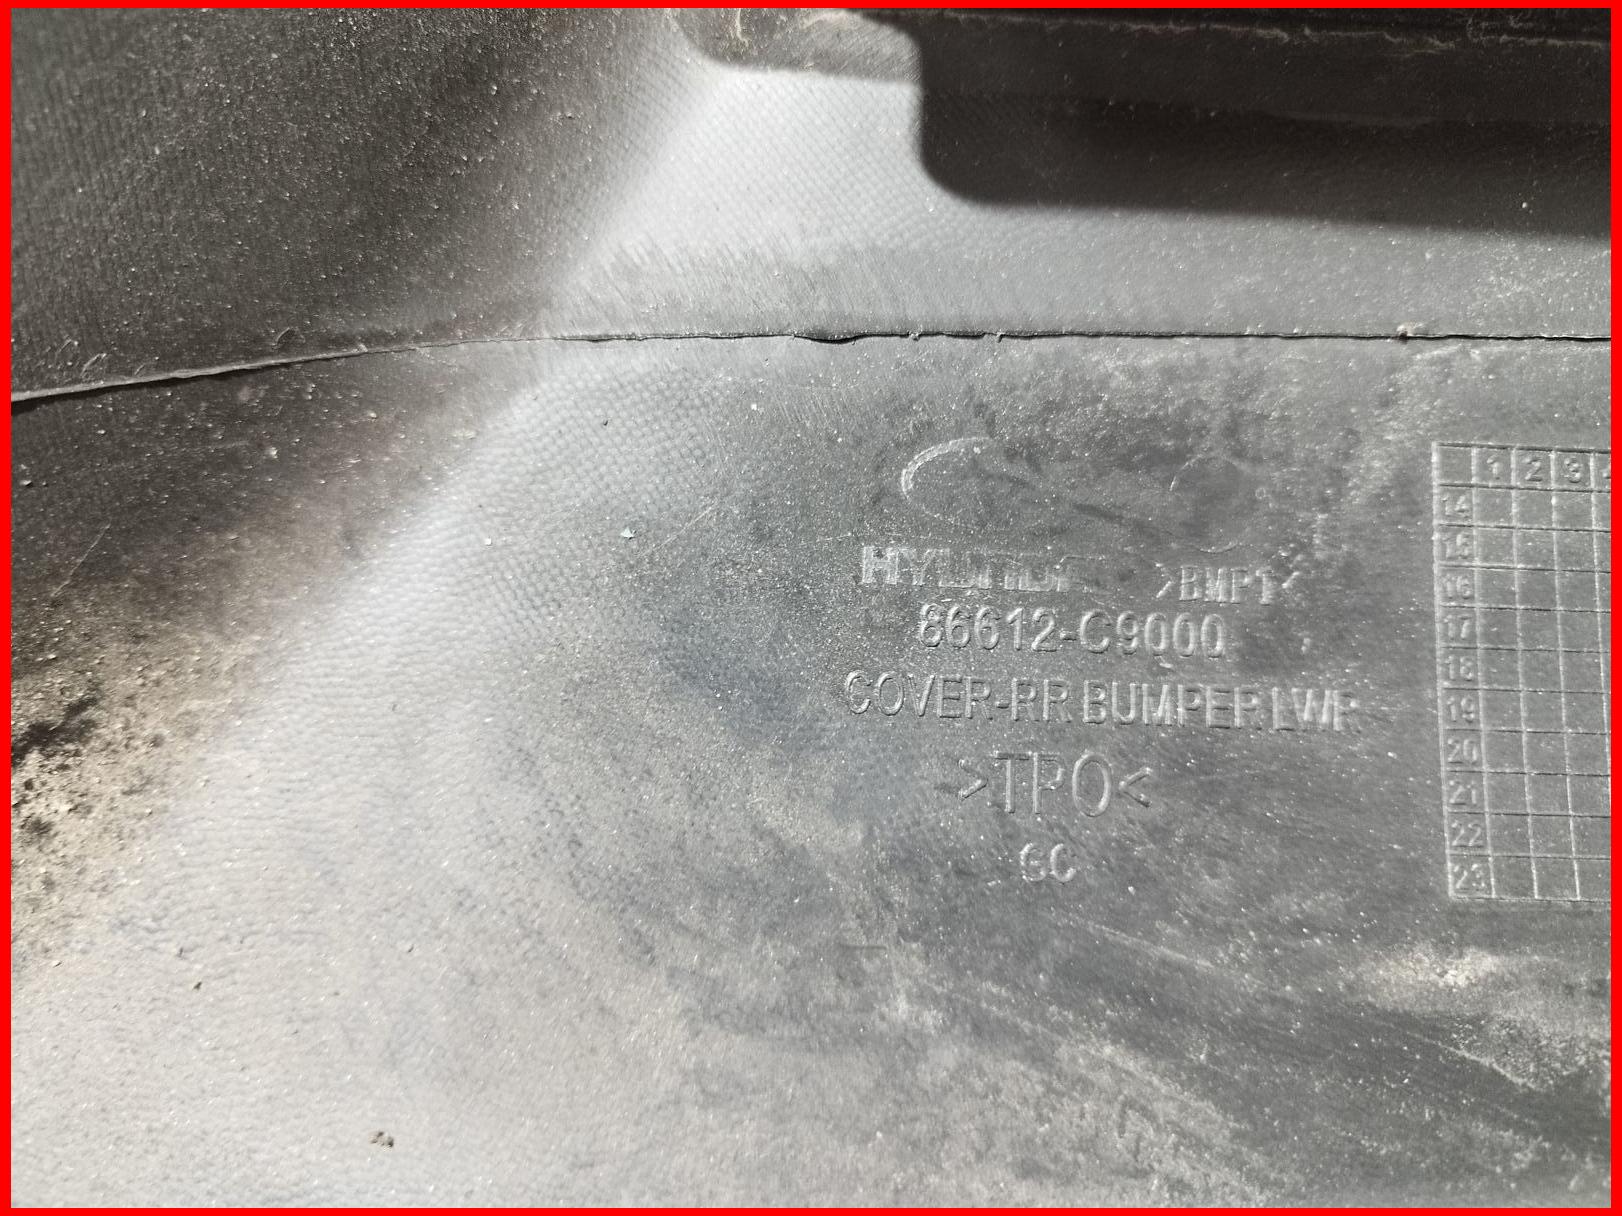 HYUNDAI
>BMP1<
86612-C9000
COVER-RR BUMPER LWR
>TPO<
GC
1 2 3
14
15
16
17
18
19
20
21
22
23